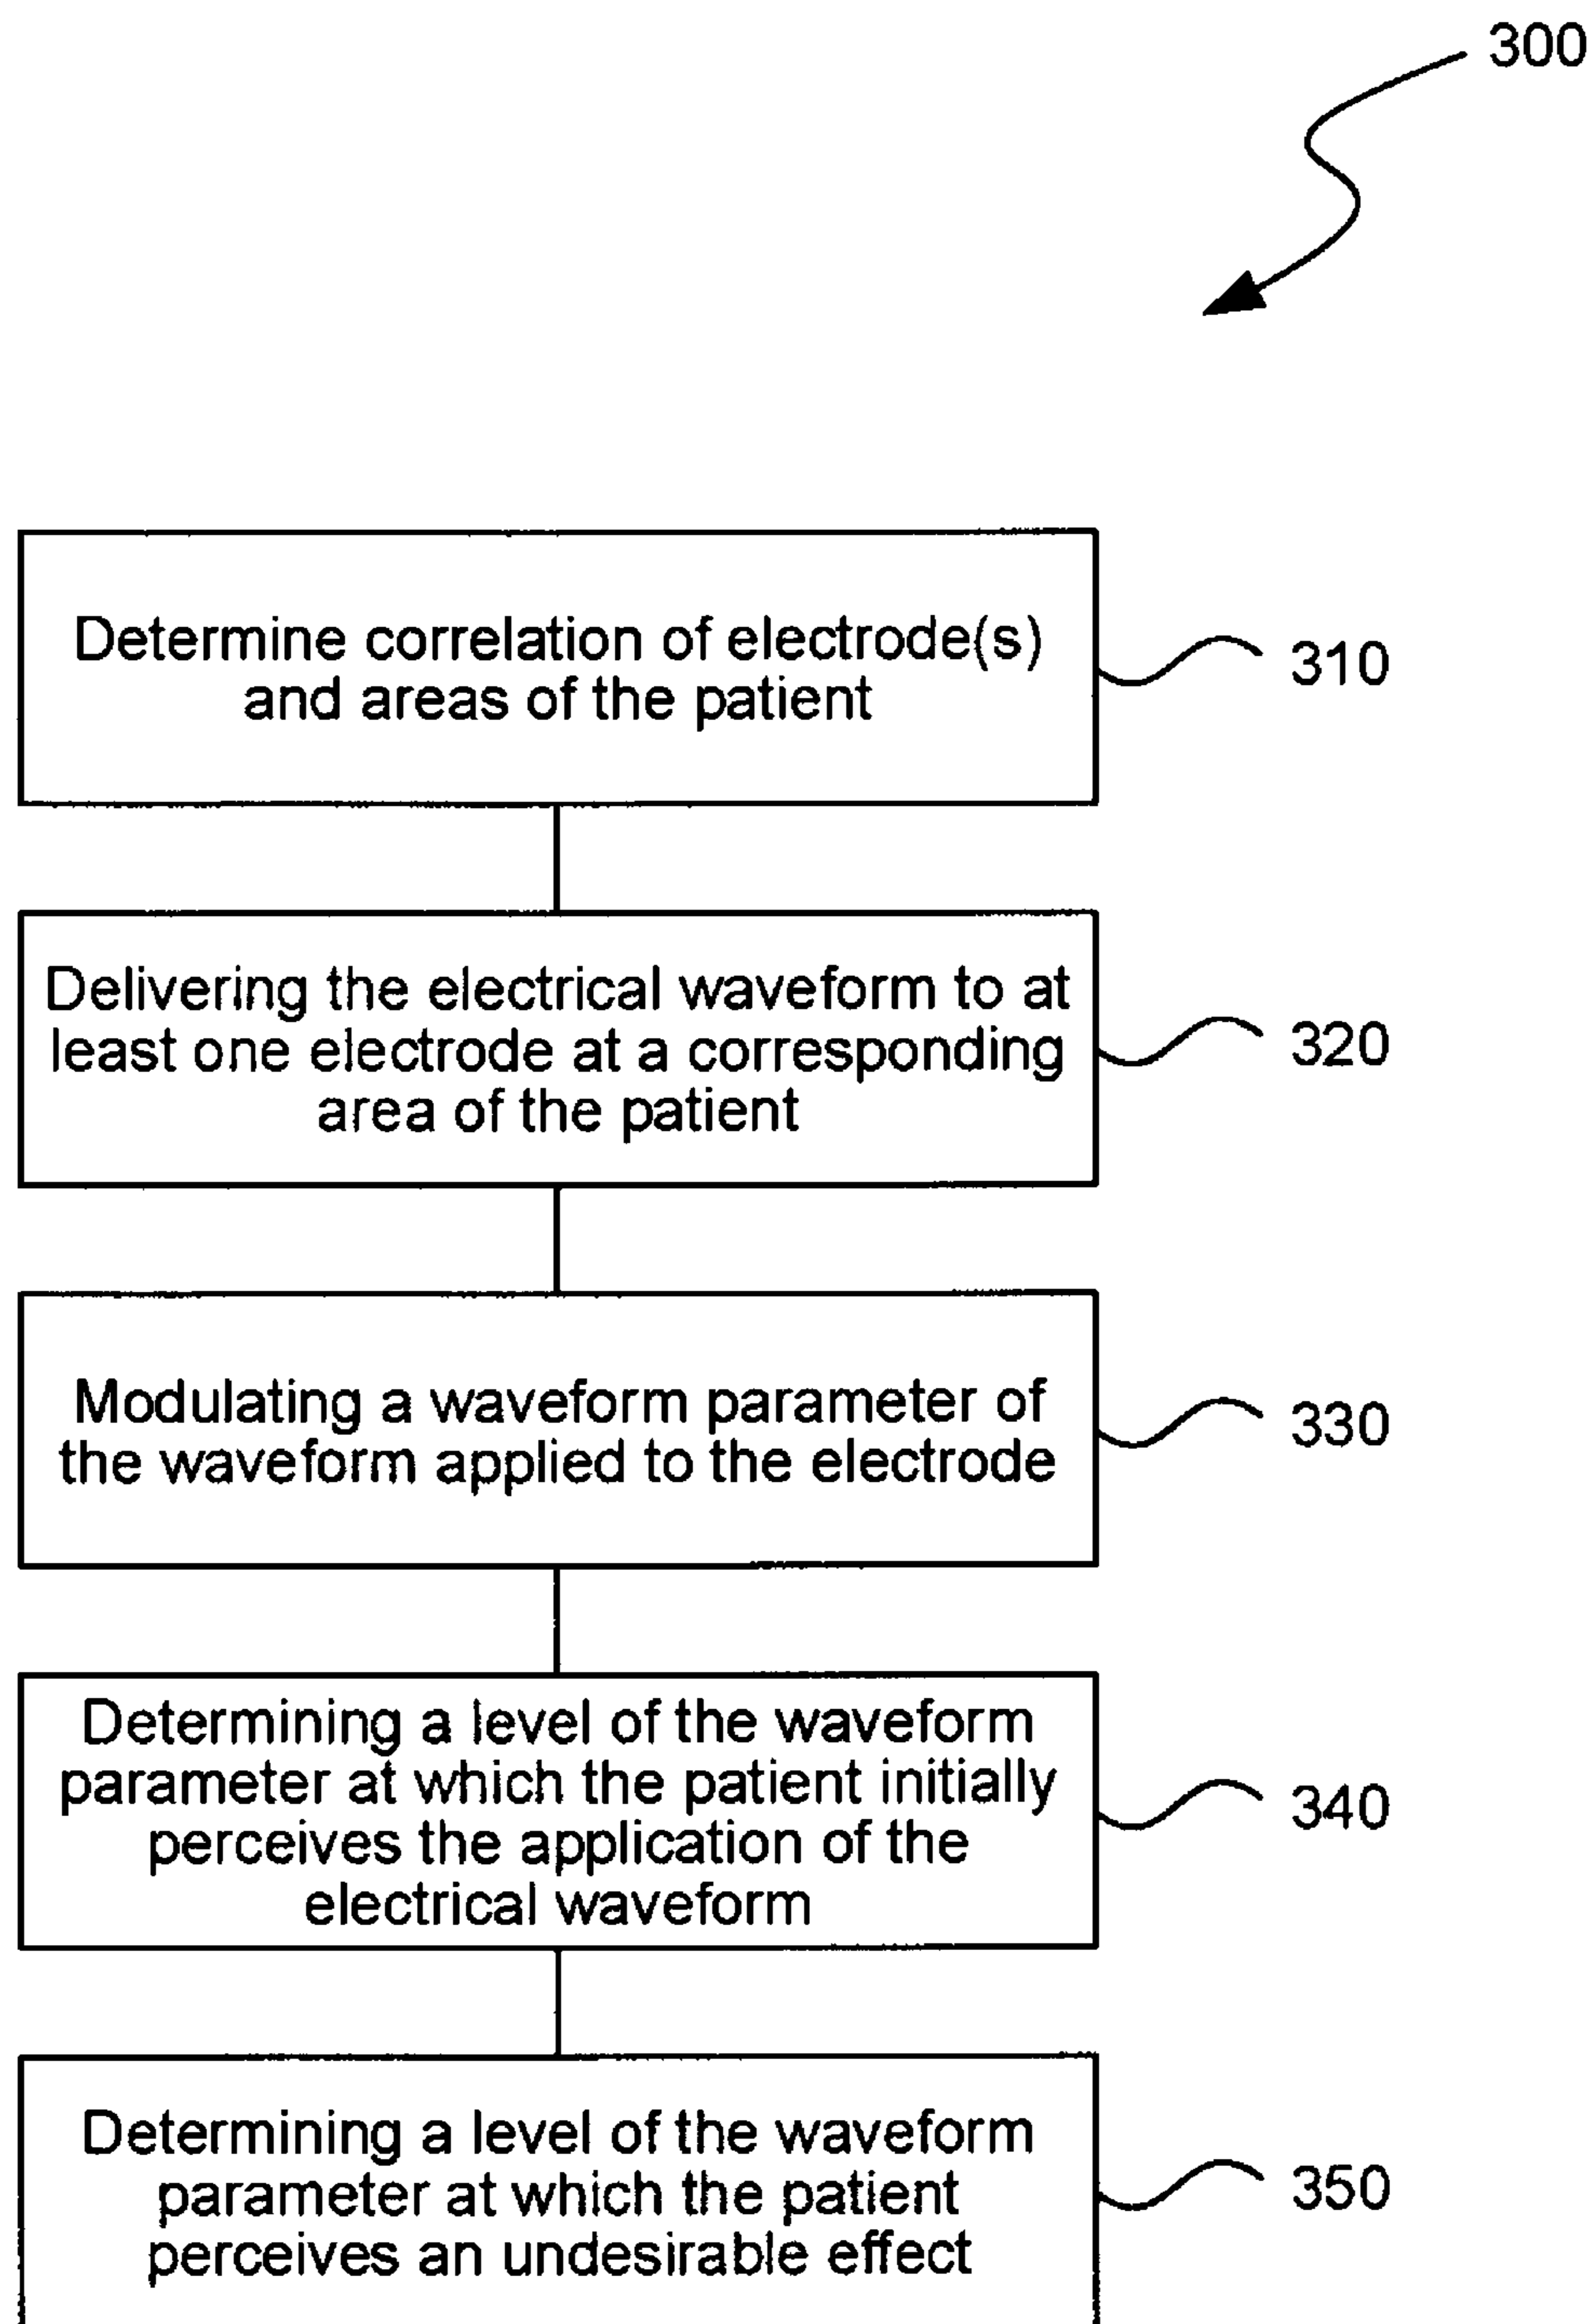 300
Determine correlation of electrode(s)
and areas of the patient
310
Delivering the electrical waveform to at
least one electrode at a corresponding
area of the patient
320
Modulating a waveform parameter of
the waveform applied to the electrode
330
Determining a level of the waveform
parameter at which the patient initially
perceives the application of the
electrical waveform
340
Determining a level of the waveform
parameter at which the patient
perceives an undesirable effect
350